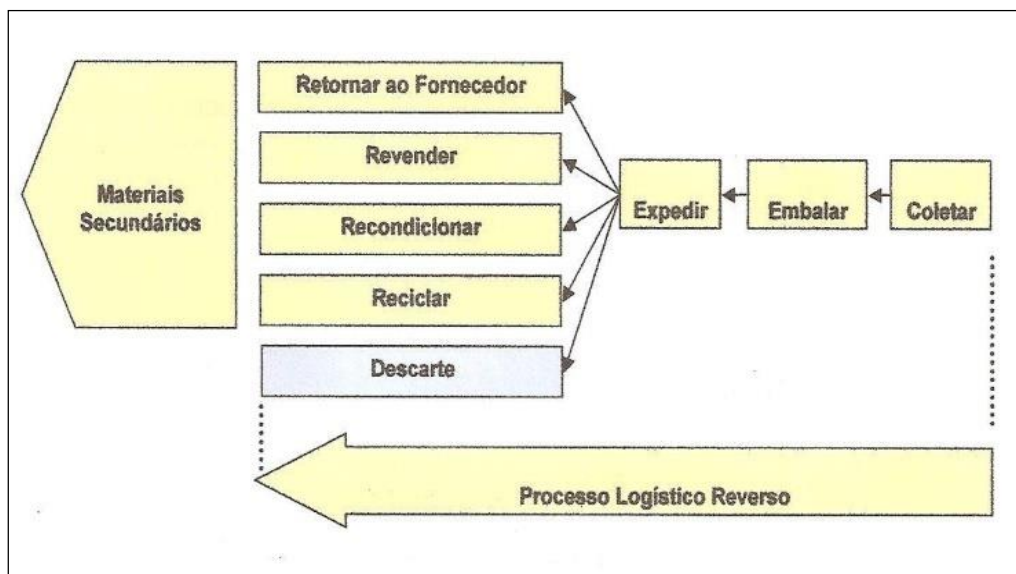 Retornar ao Fornecedor
Revender
Materiais
Secundários
Recondicionar
Expedir
Embalar
Coletar
Reciclar
Descarte
Processo Logístico Reverso